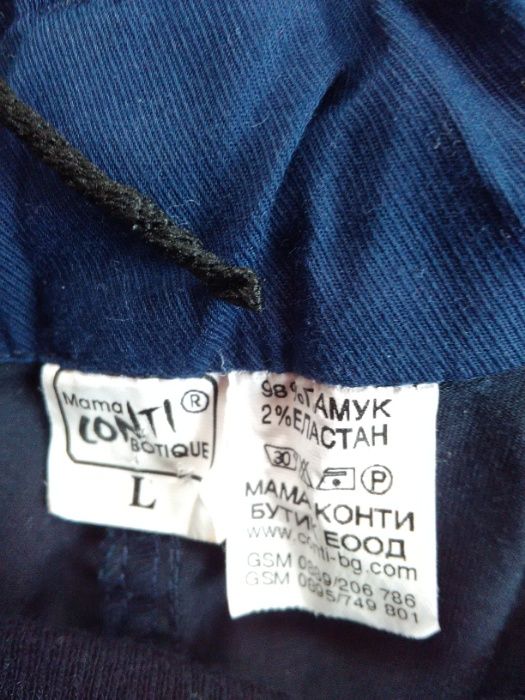 Mama
CONTI ®
BOTIQUE
L
98% ПАМУК
2% ЕЛАСТАН
30
P
МАМА КОНТИ
БУТИК ЕООД
www.conti-bg.com
GSM 0899/206 786
GSM 0895/749 801